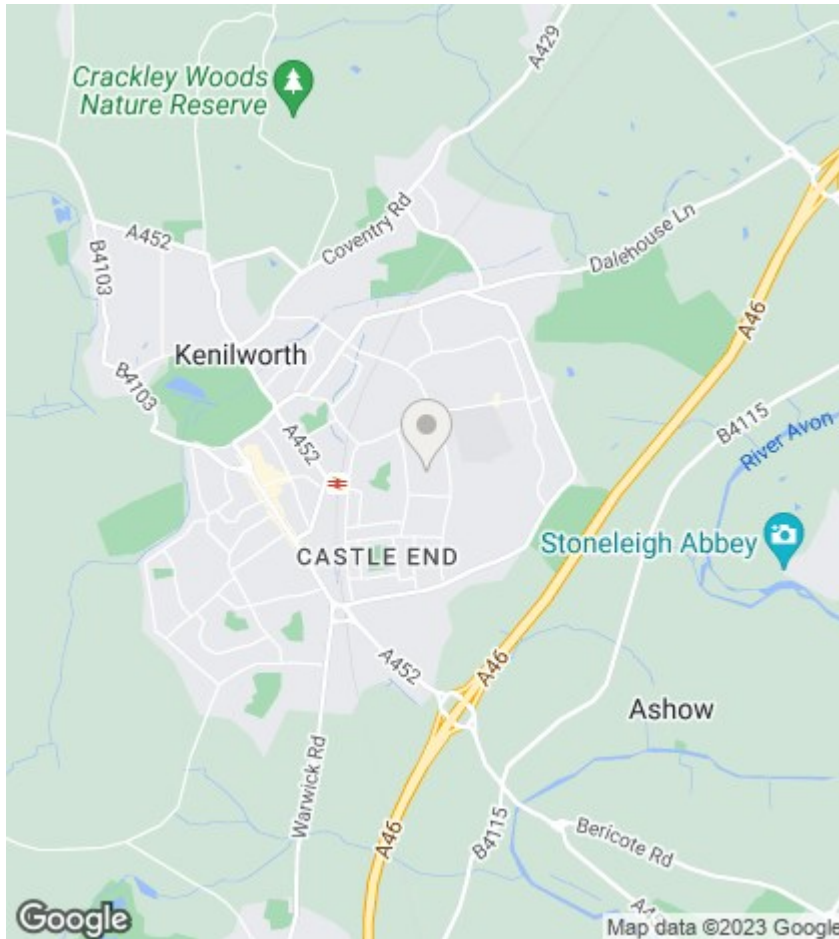 Crackley Woods
Nature Reserve
A429
A452
Coventry Rd
Dalehouse Ln
B4103
A46
Kenilworth
B4103
B4115
A452
River Avon
Stoneleigh Abbey
CASTLE END
A452
A46
Ashow
Warwick Rd
B4115
Bericote Rd
A46
Google
Map data ©2023 Google